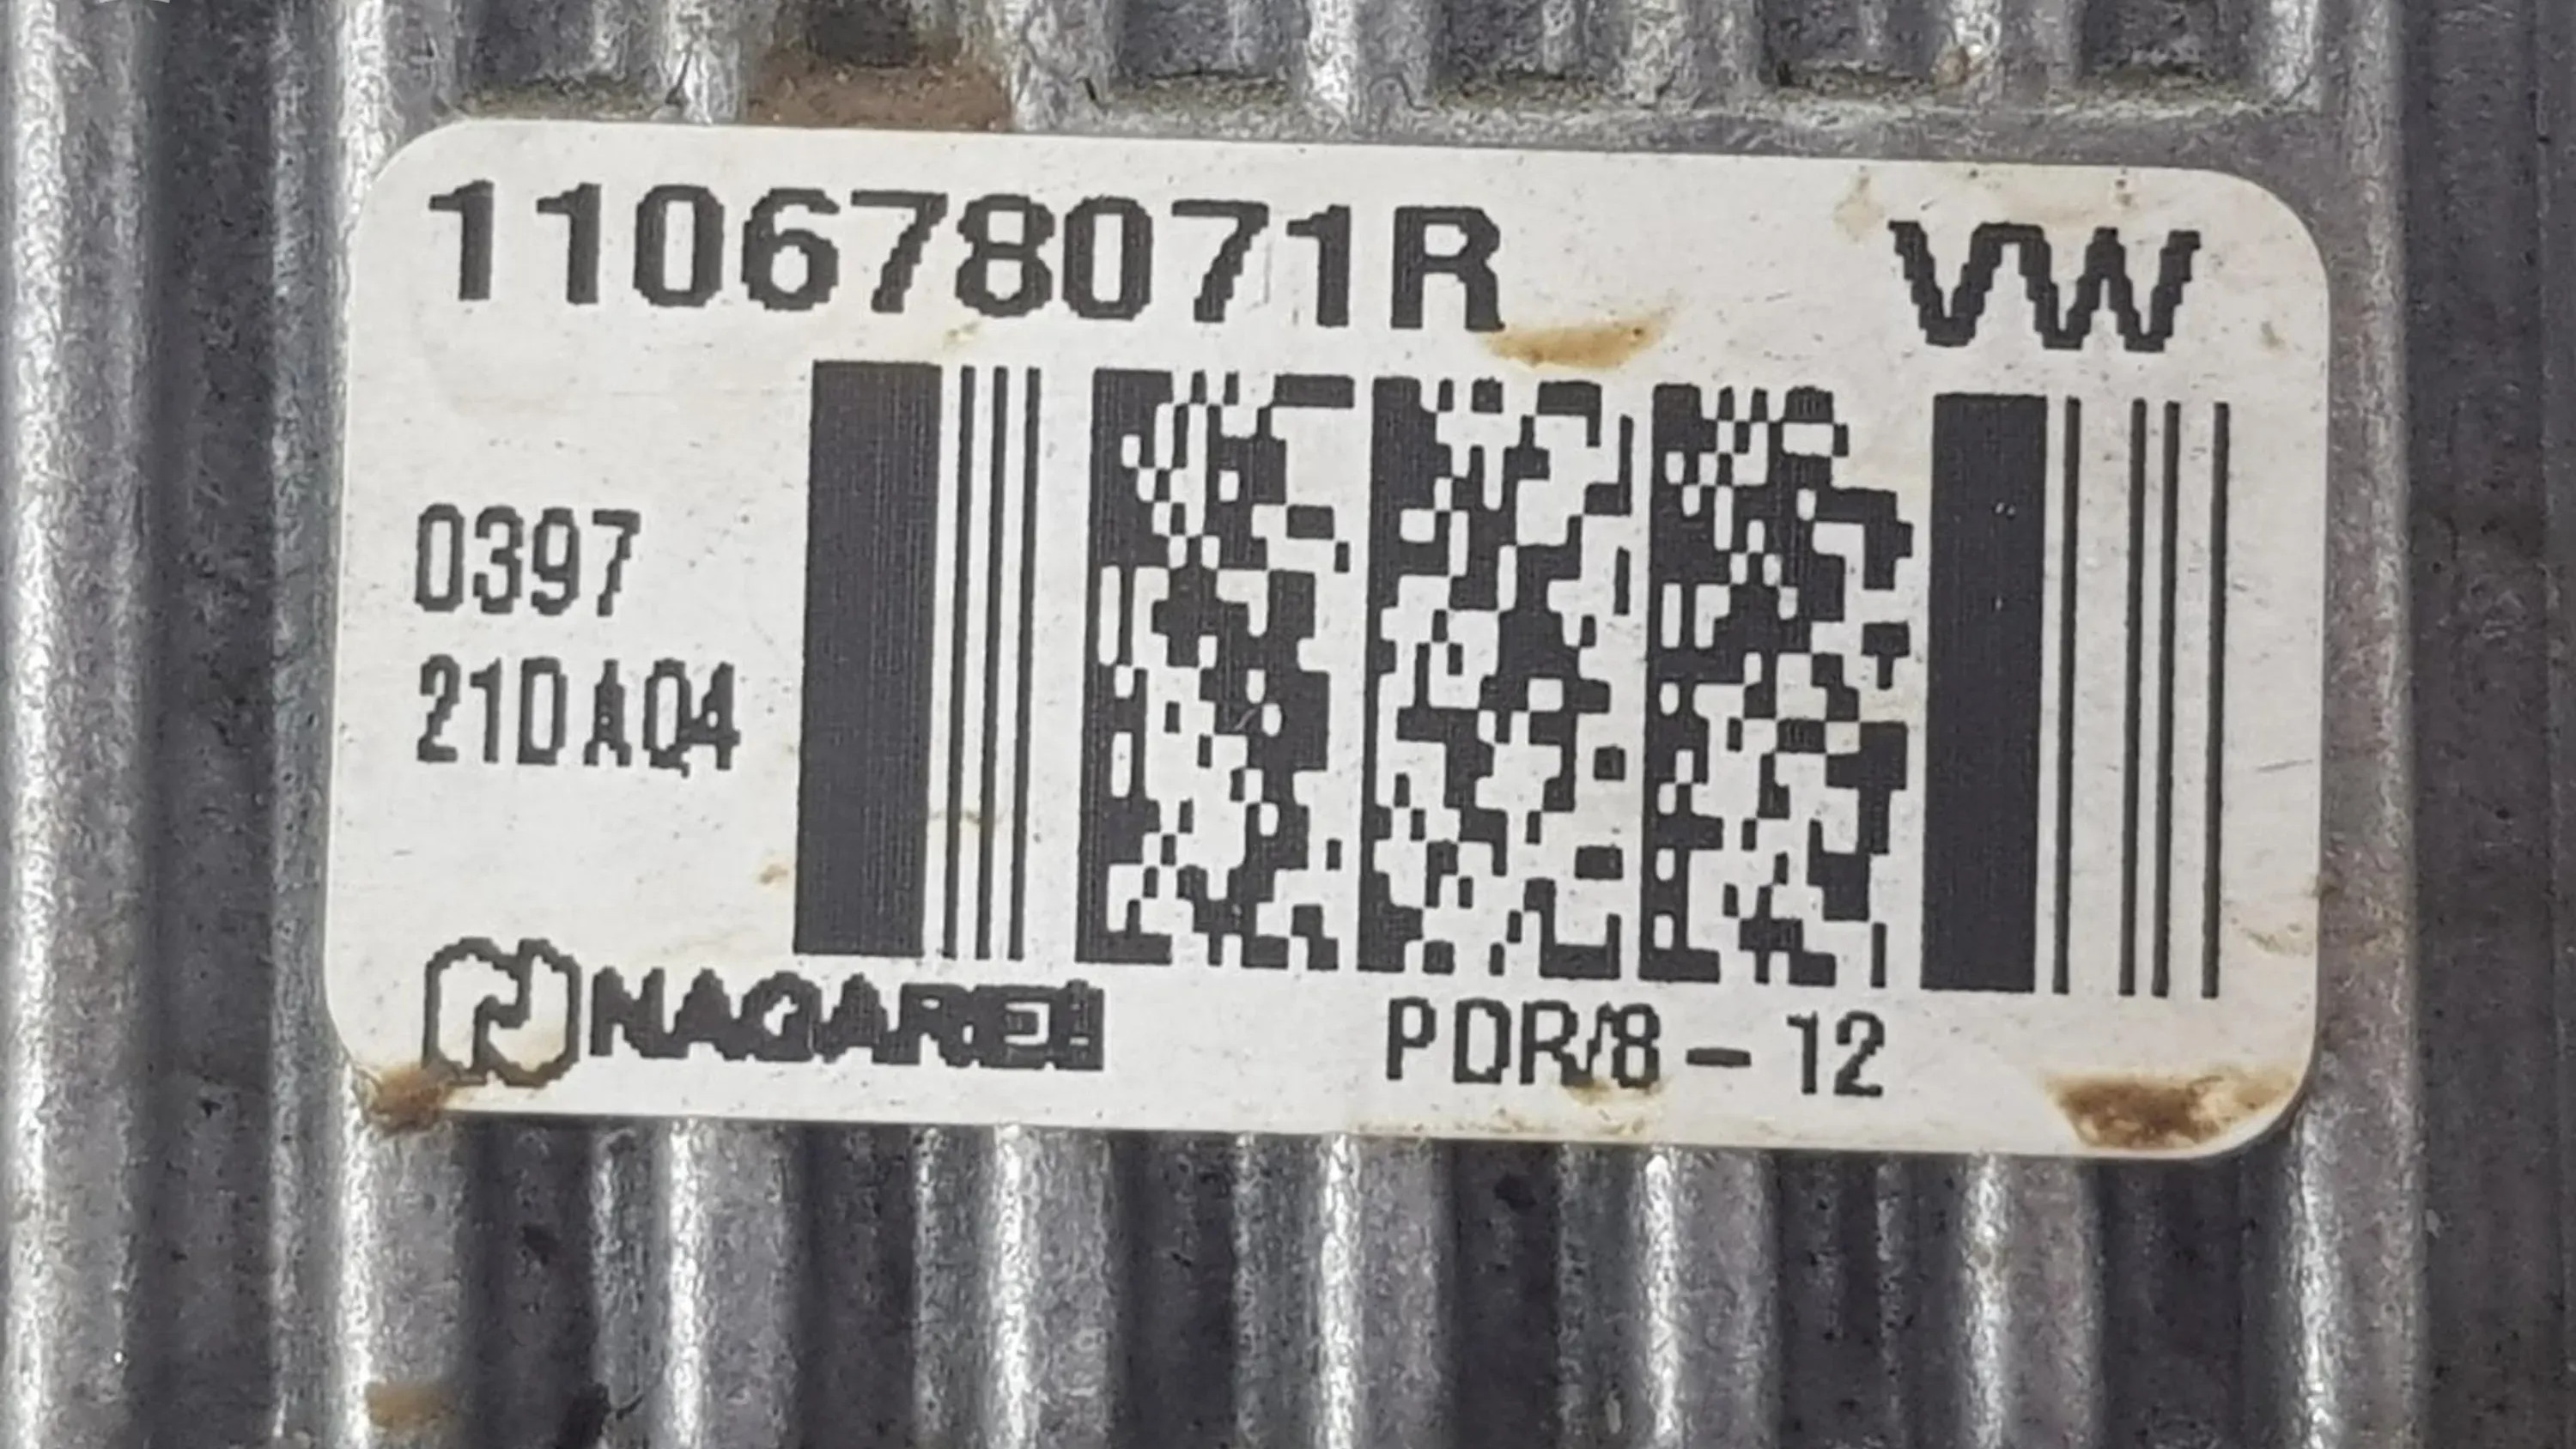 110678071R VW
0397
21DAQ4
NAGARES
PDR/8-12